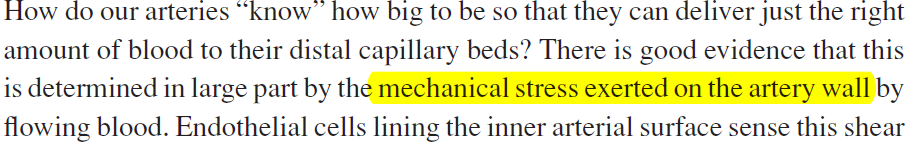 How do our arteries “know” how big to be so that they can deliver just the right
amount of blood to their distal capillary beds? There is good evidence that this
is determined in large part by the mechanical stress exerted on the artery wall by
flowing blood. Endothelial cells lining the inner arterial surface sense this shear